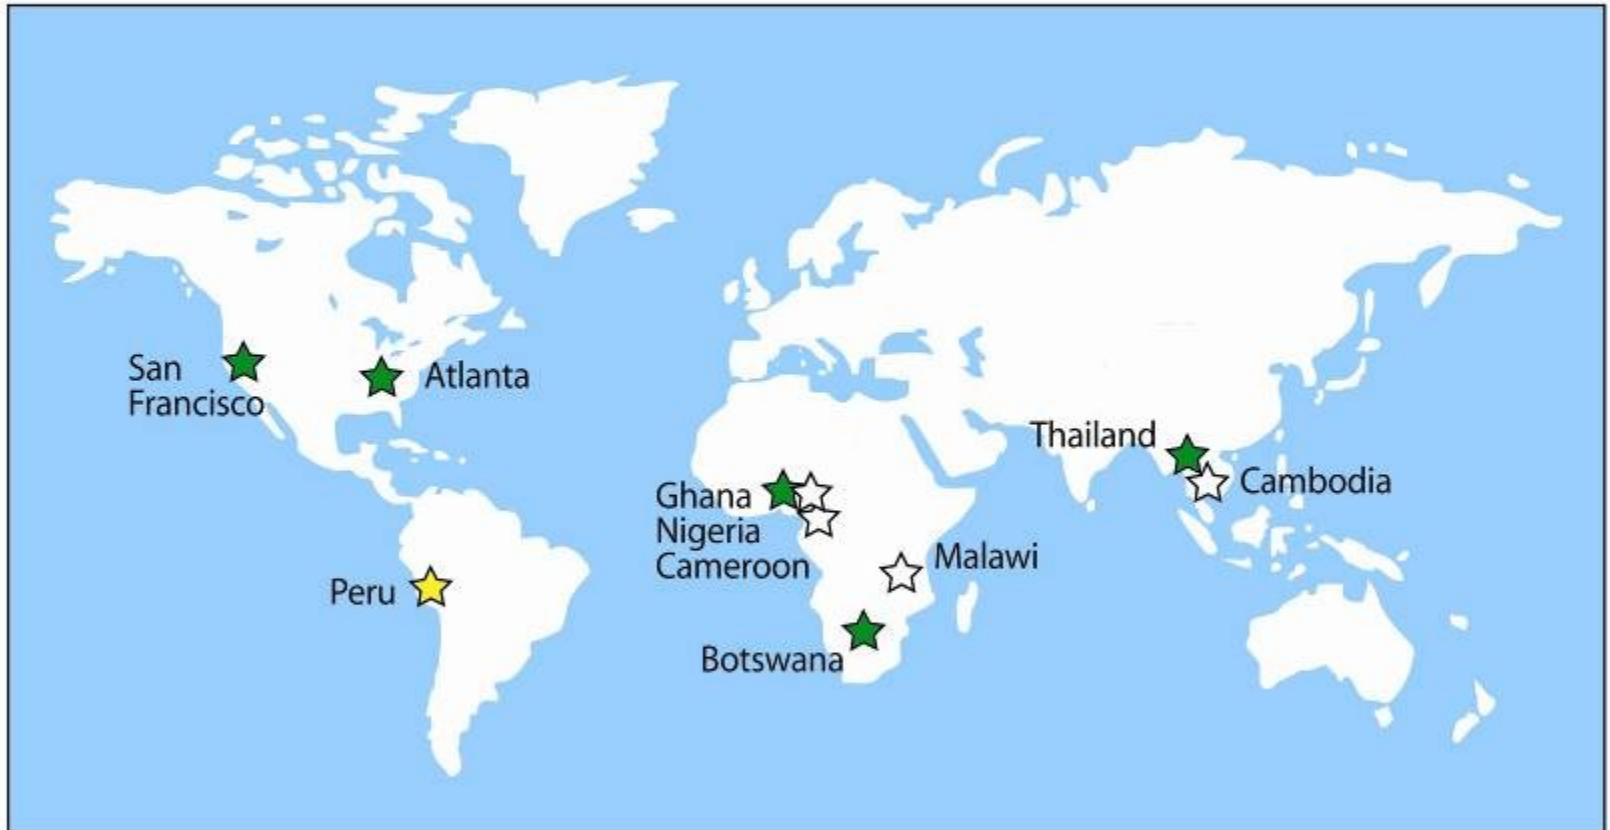 San
Francisco
Atlanta
Thailand
Cambodia
Ghana
Nigeria
Cameroon
Malawi
Peru
Botswana